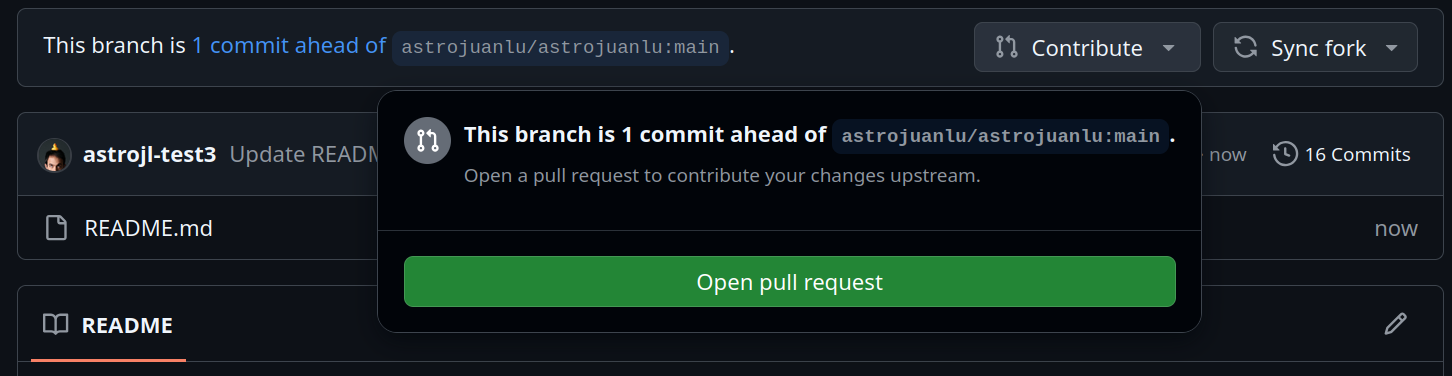 This branch is 1 commit ahead of astrojuanlu/astrojuanlu:main .
Contribute
Sync fork
This branch is 1 commit ahead of astrojuanlu/astrojuanlu:main .
Open a pull request to contribute your changes upstream.
astrojl-test3 Update
now
16 Commits
README.md
now
Open pull request
README